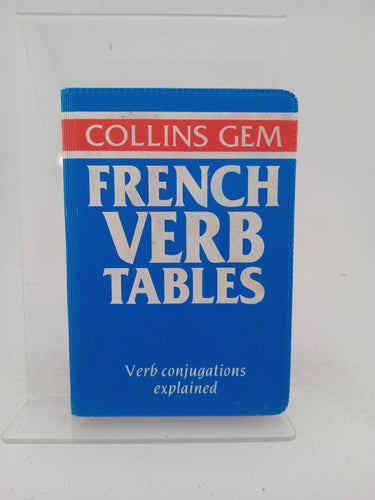 COLLINS GEM
FRENCH
VERB
TABLES
Verb conjugations
explained